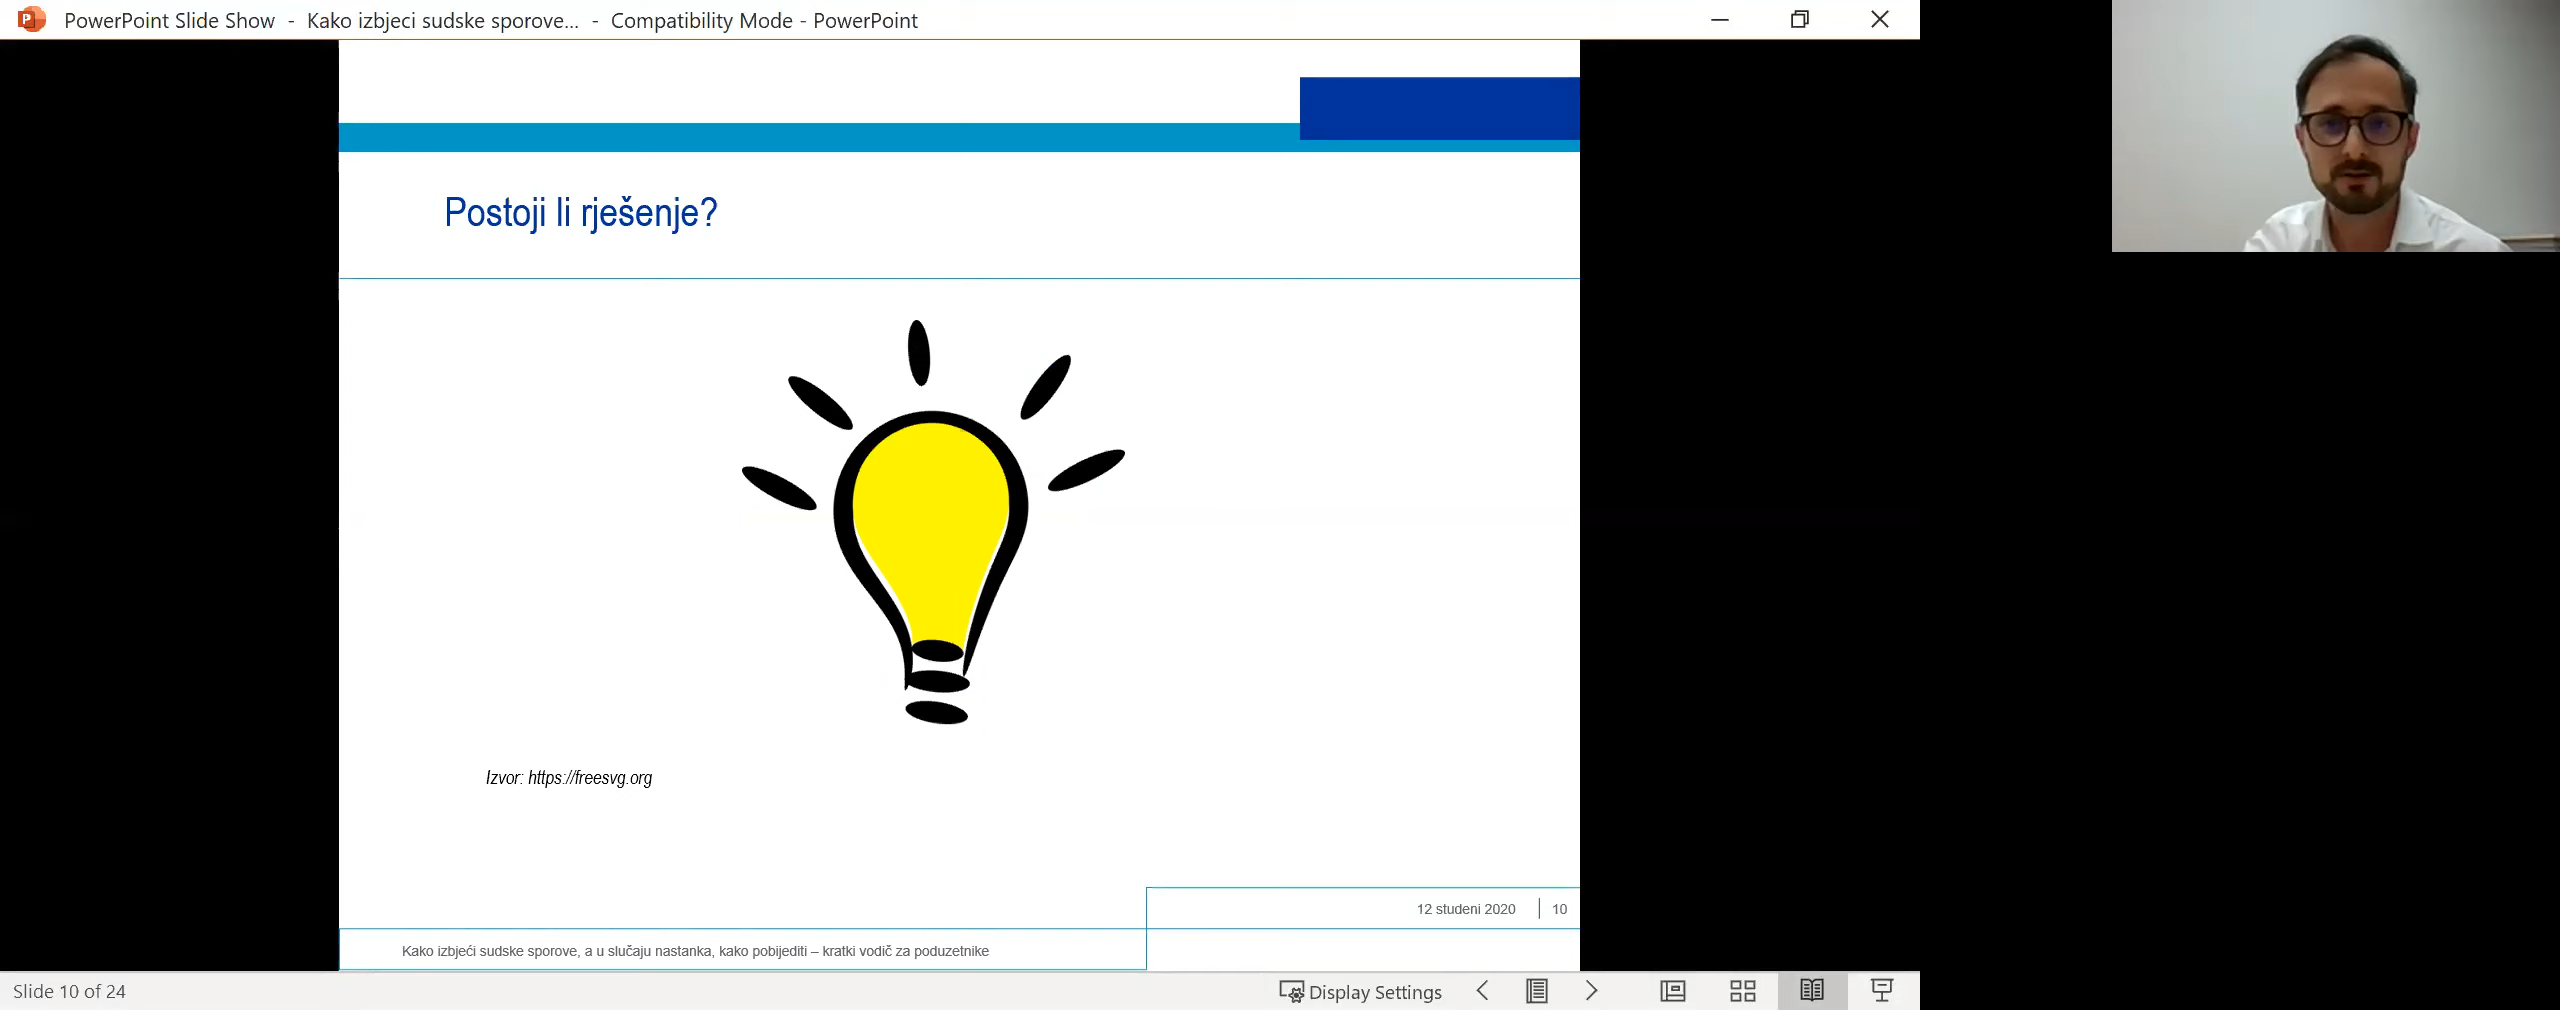 PowerPoint Slide Show - Kako izbjeci sudske sporove... - Compatibility Mode - PowerPoint
Postoji li rješenje?
Izvor: https://freesvg.org
12 studeni 2020 | 10
Kako izbjeći sudske sporove, a u slučaju nastanka, kako pobijediti – kratki vodič za poduzetnike
Slide 10 of 24
Display Settings